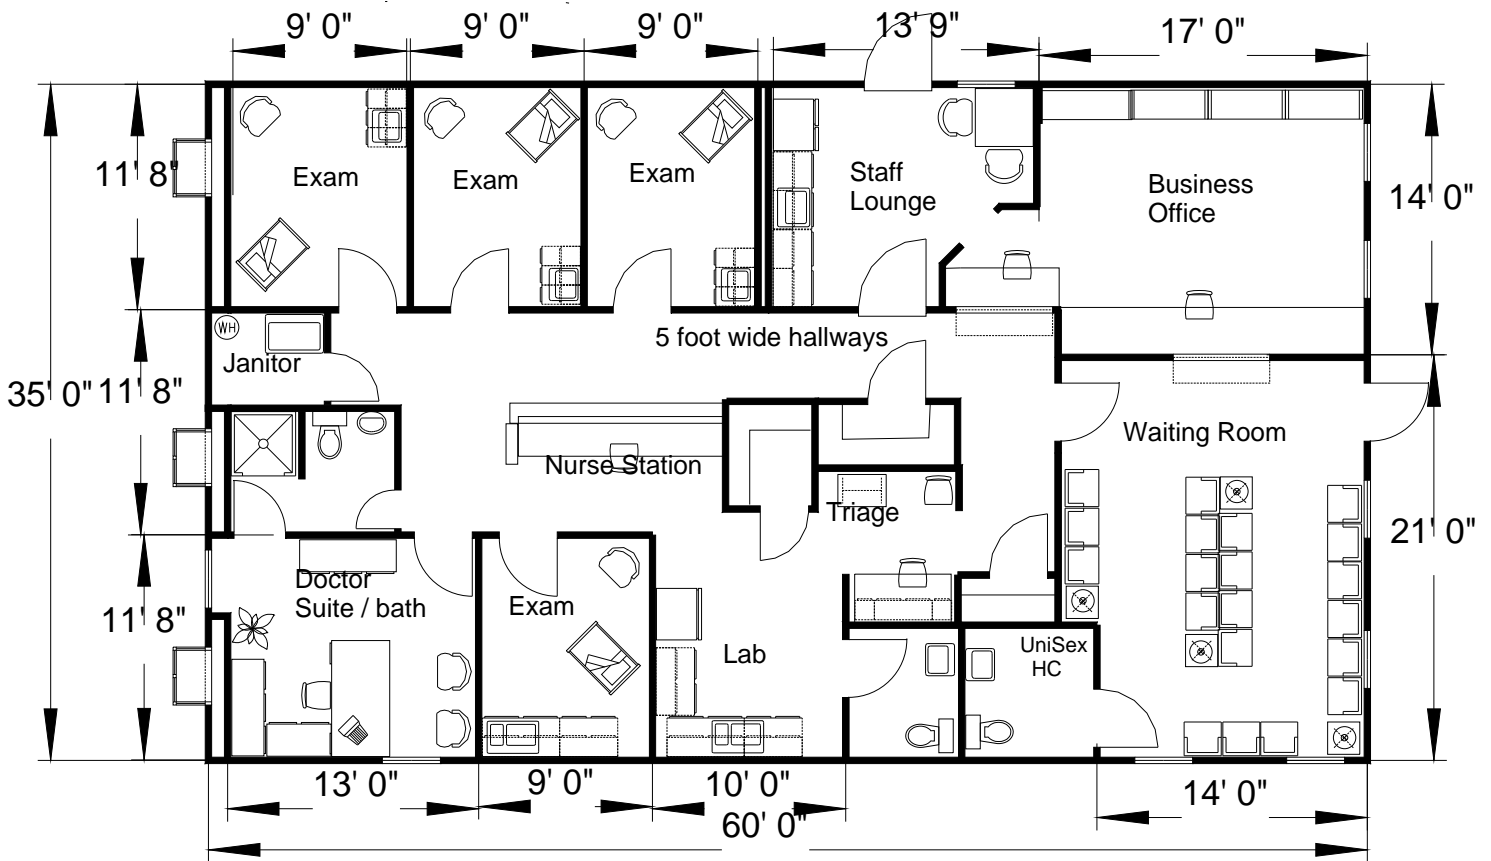 9' 0"
9' 0"
9' 0"
13' 9"
17' 0"
11' 8"
Exam
Exam
Exam
Staff
Lounge
Business
Office
14' 0"
WH
5 foot wide hallways
Janitor
35' 0"
11' 8"
Waiting Room
Nurse Station
Triage
21' 0"
Doctor
Suite / bath
Exam
11' 8"
Lab
UniSex
HC
13' 0"
9' 0"
10' 0"
14' 0"
60' 0"